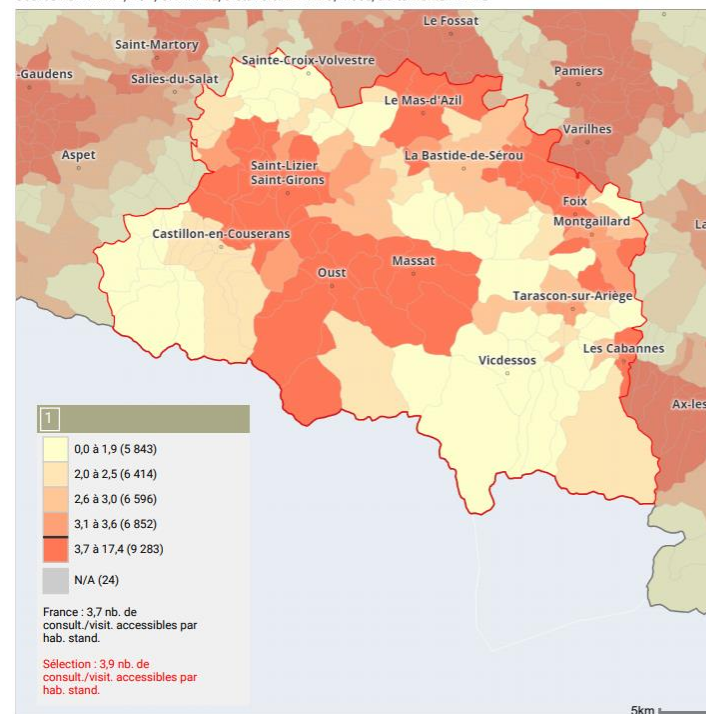 Le Fossat
Saint-Martory
-Gaudens
Sainte-Croix-Volvestre
Pamiers
Salies-du-Salat
Le Mas-d'Azil
Varilhes
Aspet
La Bastide-de-Sérou
Saint-Lizier
Saint-Girons
Foix
Montgaillard
La
Castillon-en-Couserans
Massat
Oust
Tarascon-sur-Ariège
Les Cabannes
Vicdessos
Ax-les
1
0,0 à 1,9 (5 843)
2,0 à 2,5 (6 414)
2,6 à 3,0 (6 596)
3,1 à 3,6 (6 852)
3,7 à 17,4 (9 283)
N/A (24)
France : 3,7 nb. de
consult./visit. accessibles par
hab. stand.
Sélection : 3,9 nb. de
consult./visit. accessibles par
hab. stand.
5km